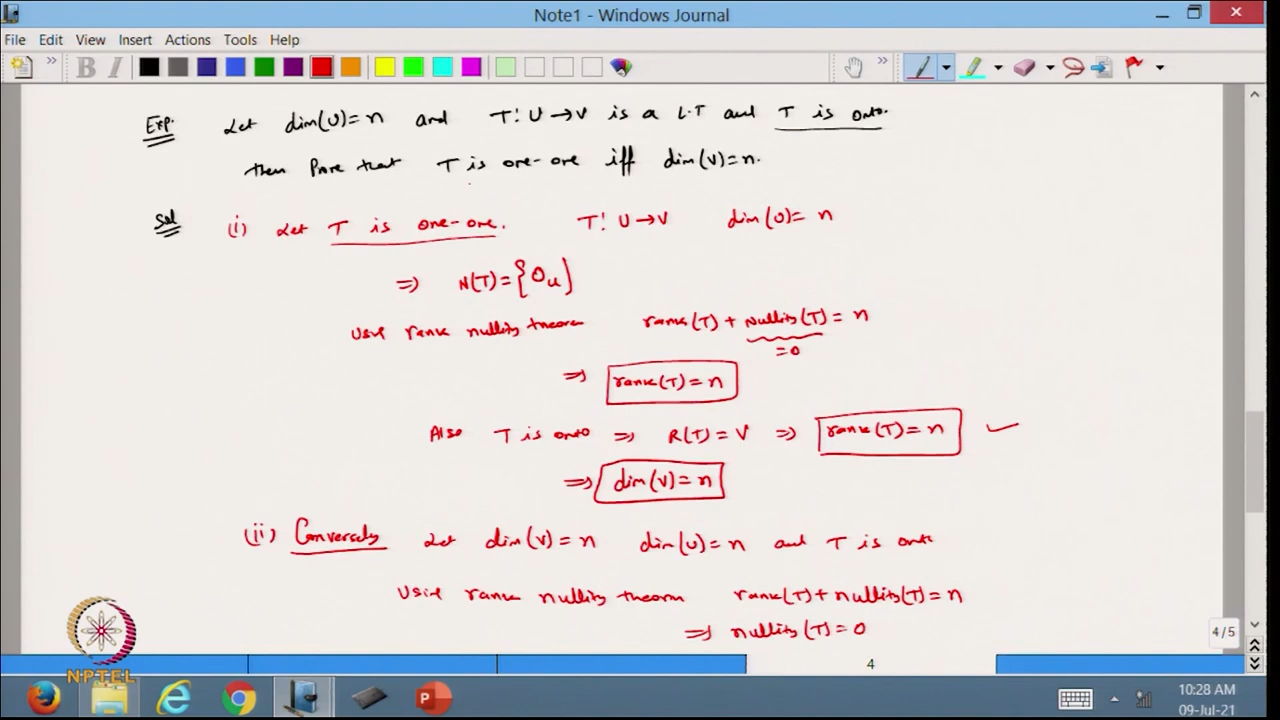 Note1 - Windows Journal
File Edit View Insert Actions Tools Help
Exp. Let dim(U)=n and T: U→V is a L.T and T is onto.
then Prove that T is one-one iff dim(V)=n.
Sol (i) Let T is one-one. T: U→V dim(U)=n
⇒ N(T)={0u}
Using rank nullity theorem rank(T)+nullity(T)=n
=0
⇒ rank(T)=n
Also T is onto ⇒ R(T)=V ⇒ rank(T)=n ✓
⇒ dim(V)=n
(ii) Conversely Let dim(V)=n dim(U)=n and T is onto
Using rank nullity theorem rank(T)+nullity(T)=n
⇒ nullity(T)=0
4/5
4
NPTEL
10:28 AM
09-Jul-21